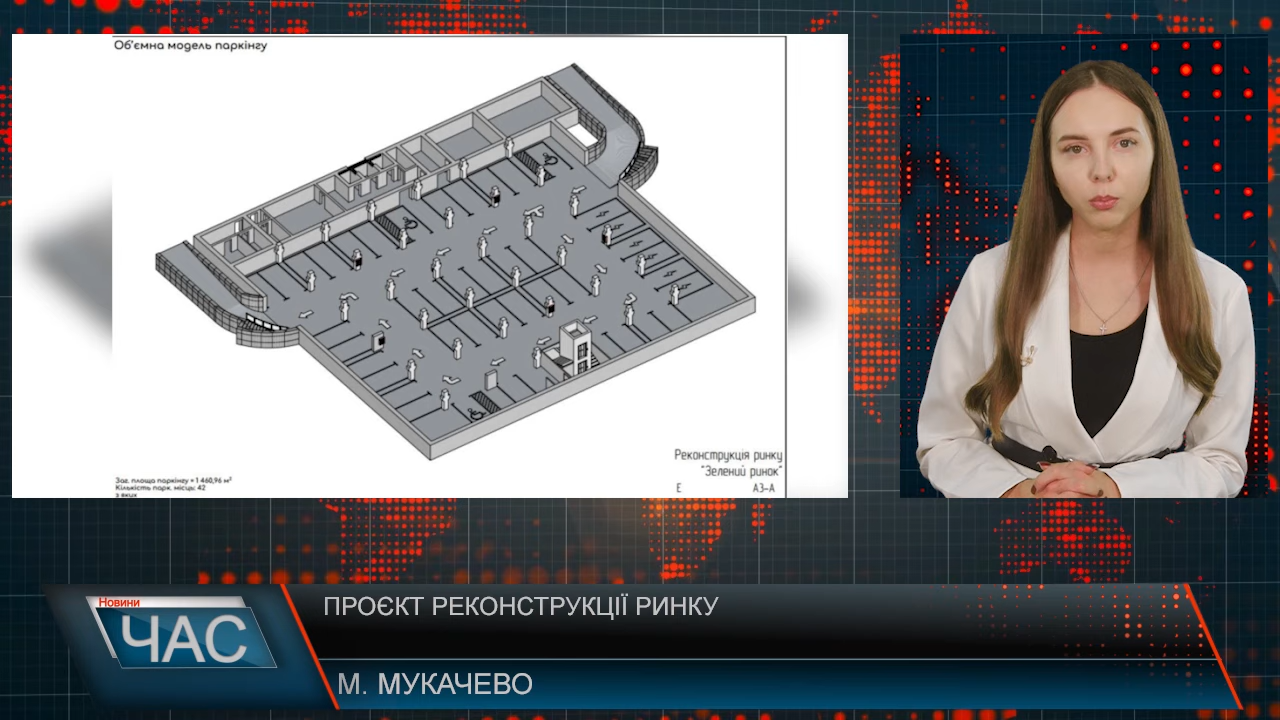 Об'ємна модель паркінгу
Заг. площа паркінгу = 1 460,96 м²
Кількість парк. місць: 42
з яких
Реконструкція ринку
"Зелений ринок"
Е А3-А
Новини
ЧАС
ПРОЄКТ РЕКОНСТРУКЦІЇ РИНКУ
М. МУКАЧЕВО